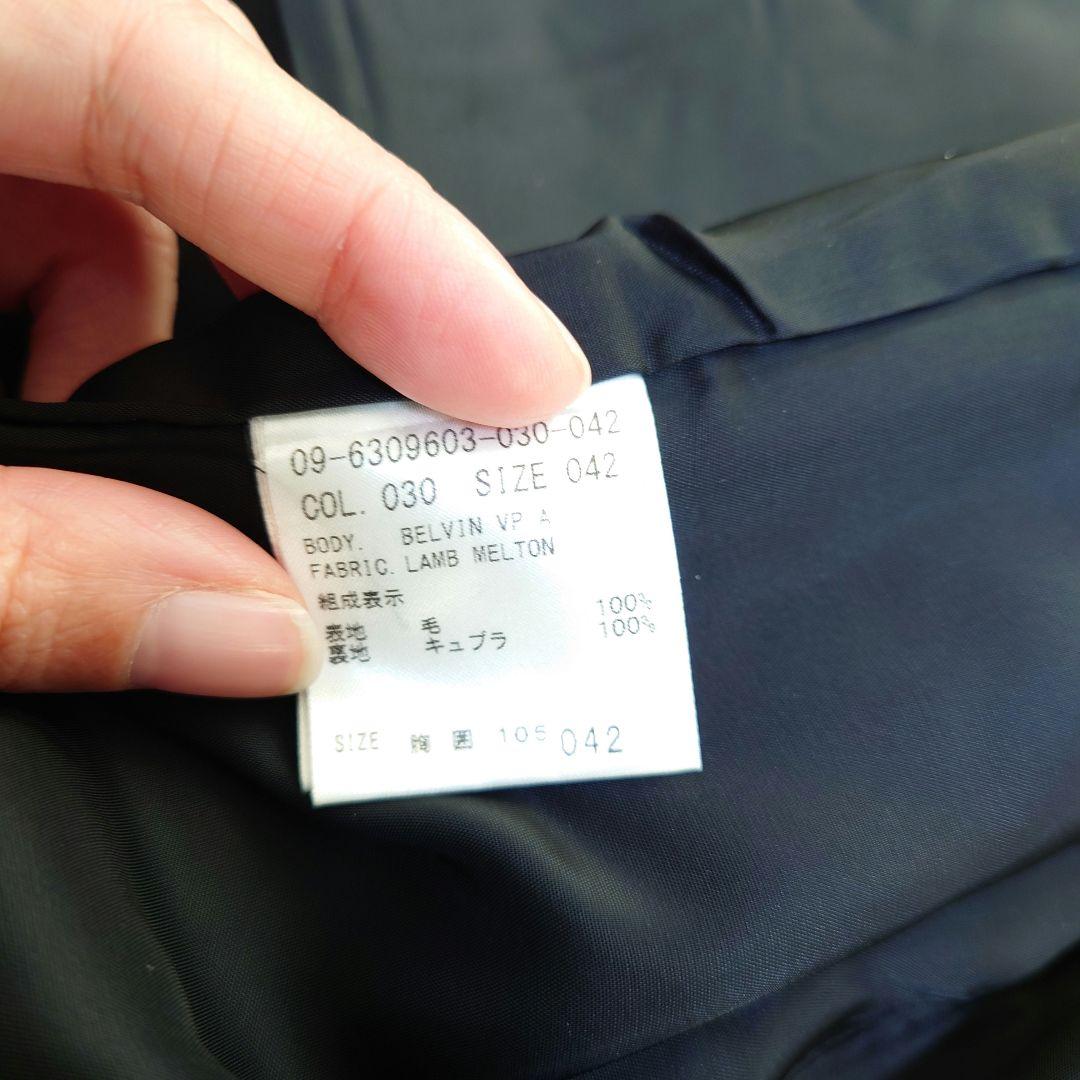 09-6309603-030-042
COL. 030 SIZE 042
BODY. BELVIN VP A
FABRIC. LAMB MELTON
組成表示
表地 毛 100%
裏地 キュプラ 100%
SIZE 胸囲 105 042